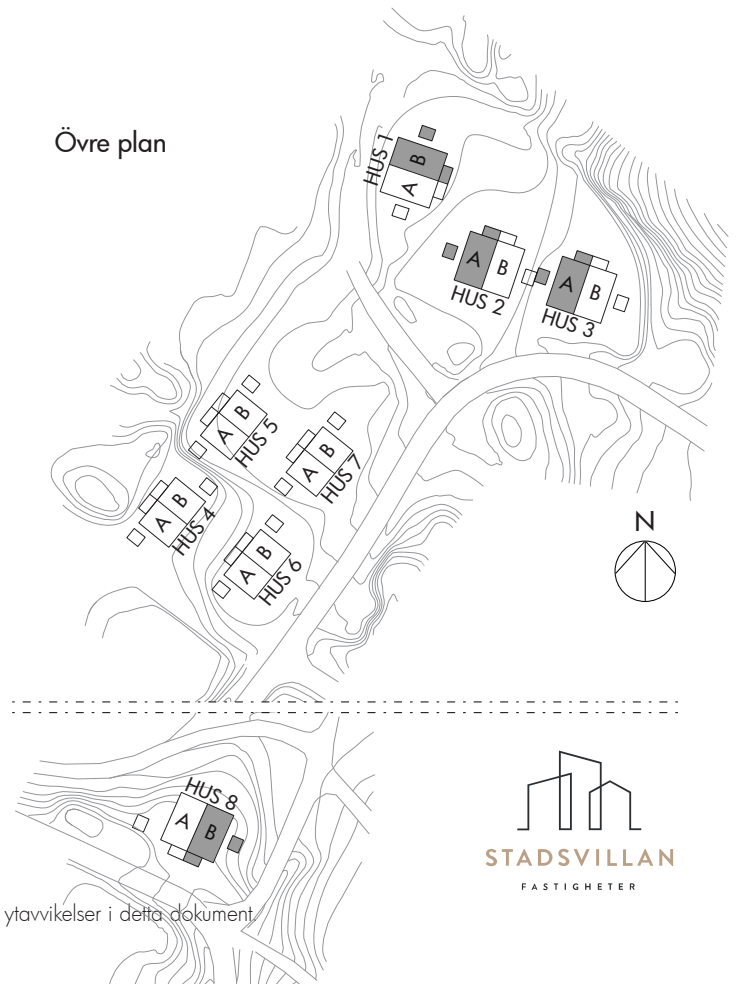 Övre plan
HUS 1
B
A
A
B
HUS 2
A
B
HUS 3
A
B
HUS 5
A
B
HUS 7
A
B
HUS 4
A
B
HUS 6
N
HUS 8
A
B
STADSVILLAN
FASTIGHETER
ytavvikelser i detta dokument.